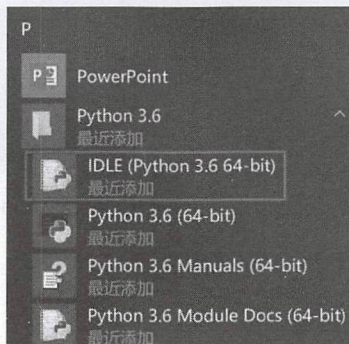 P
PowerPoint
Python 3.6
最近添加
IDLE (Python 3.6 64-bit)
最近添加
Python 3.6 (64-bit)
最近添加
Python 3.6 Manuals (64-bit)
最近添加
Python 3.6 Module Docs (64-bit)
最近添加